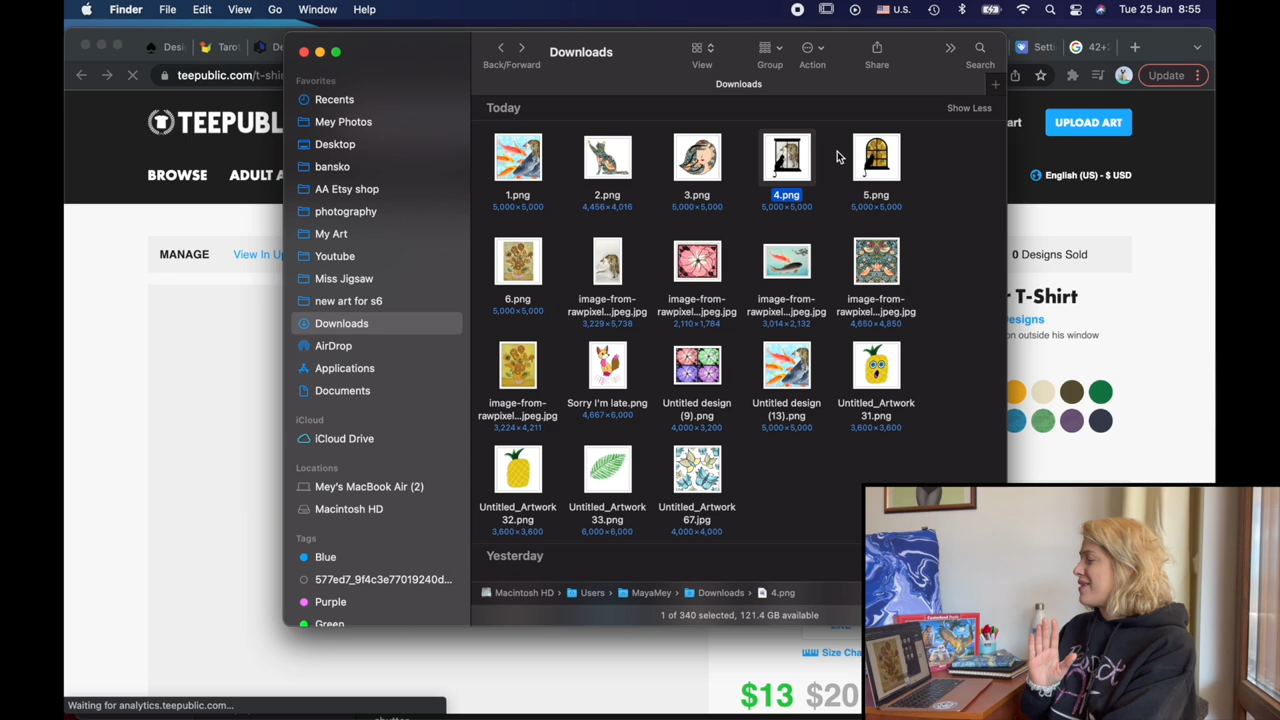 Finder File Edit View Go Window Help U.S. Tue 25 Jan 8:55
Desi Tarot De Setti 42+
teepublic.com/t-shi Update
Downloads
Back/Forward View Group Action Share Search
Downloads
TEEPUBL art UPLOAD ART
BROWSE ADULT A English (US) - $ USD
MANAGE View In U 0 Designs Sold
r T-Shirt
esigns
on outside his window
Favorites
Recents
Mey Photos
Desktop
bansko
AA Etsy shop
photography
My Art
Youtube
Miss Jigsaw
new art for s6
Downloads
AirDrop
Applications
Documents
iCloud
iCloud Drive
Locations
Mey's MacBook Air (2)
Macintosh HD
Tags
Blue
577ed7_9f4c3e77019240d...
Purple
Green
Today Show Less
1.png 2.png 3.png 4.png 5.png
5,000×5,000 4,456×4,016 5,000×5,000 5,000×5,000 5,000×5,000
6.png image-from- image-from- image-from- image-from-
5,000×5,000 rawpixel...jpeg.jpg rawpixel...jpeg.jpg rawpixel...jpeg.jpg rawpixel...jpeg.jpg
3,229×5,738 2,110×1,784 3,014×2,132 4,650×4,850
image-from- Sorry I'm late.png Untitled design Untitled design Untitled_Artwork
rawpixel...jpeg.jpg 4,667×6,000 (9).png (13).png 31.png
3,224×4,211 4,000×3,200 5,000×5,000 3,600×3,600
Untitled_Artwork Untitled_Artwork Untitled_Artwork
32.png 33.png 67.jpg
3,600×3,600 6,000×6,000 4,000×4,000
Yesterday
Macintosh HD › Users › MayaMey › Downloads › 4.png
1 of 340 selected, 121.4 GB available
Size Cha
$13 $20
Waiting for analytics.teepublic.com...